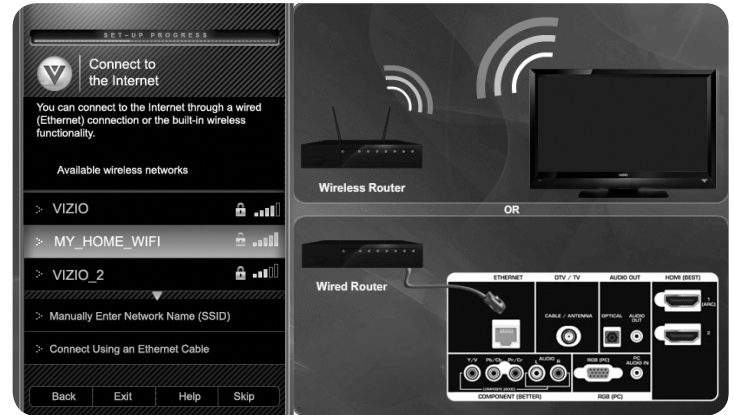 SET-UP PROGRESS
V
Connect to
the Internet
You can connect to the Internet through a wired
(Ethernet) connection or the built-in wireless
functionality.
Available wireless networks
> VIZIO
> MY_HOME_WIFI
> VIZIO_2
> Manually Enter Network Name (SSID)
> Connect Using an Ethernet Cable
Back Exit Help Skip
Wireless Router
VIZIO
OR
Wired Router
ETHERNET DTV / TV AUDIO OUT HDMI (BEST)
CABLE / ANTENNA OPTICAL AUDIO
OUT
1
(ARC)
2
Y/V Pb/Cb Pr/Cr L AUDIO R RGB (PC) PC
AUDIO IN
COMPOSITE (GOOD)
COMPONENT (BETTER) RGB (PC)